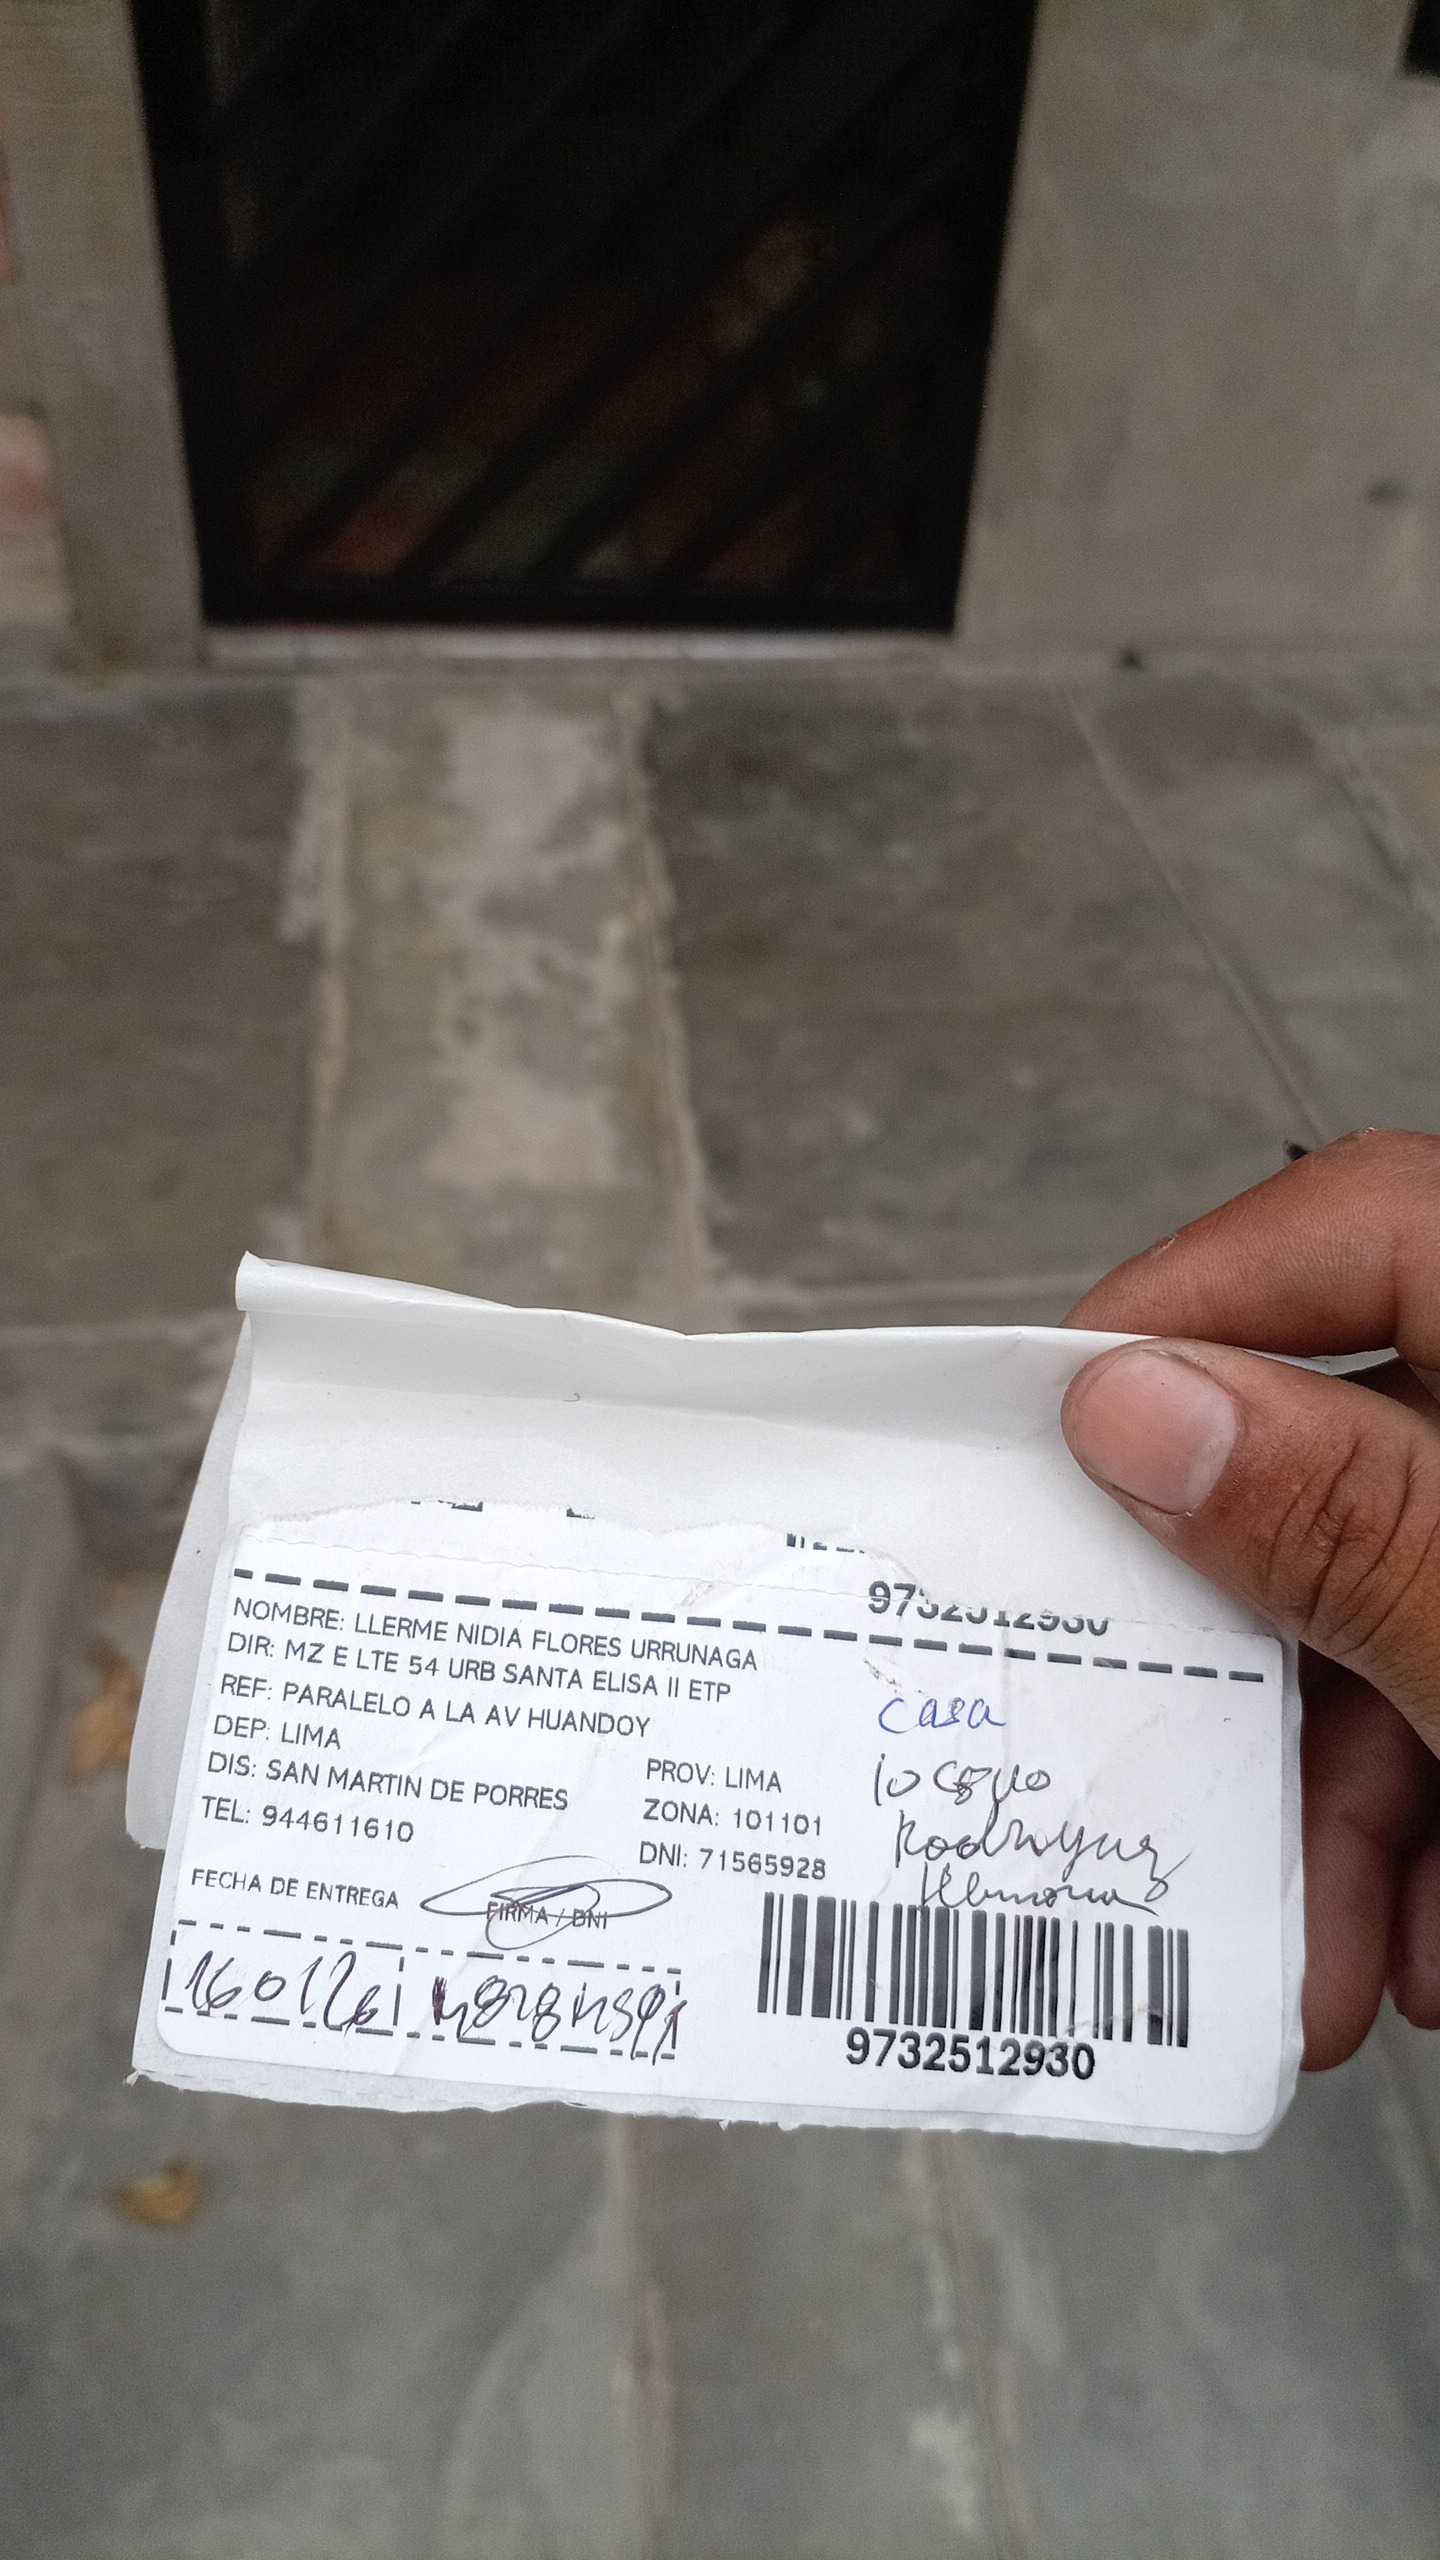 9732512930
NOMBRE: LLERME NIDIA FLORES URRUNAGA
DIR: MZ E LTE 54 URB SANTA ELISA II ETP
REF: PARALELO A LA AV HUANDOY
DEP: LIMA
PROV: LIMA
DIS: SAN MARTIN DE PORRES
ZONA: 101101
TEL: 944611610
DNI: 71565928
casa
Rodriguez
FECHA DE ENTREGA
FIRMA / DNI
160126
9732512930